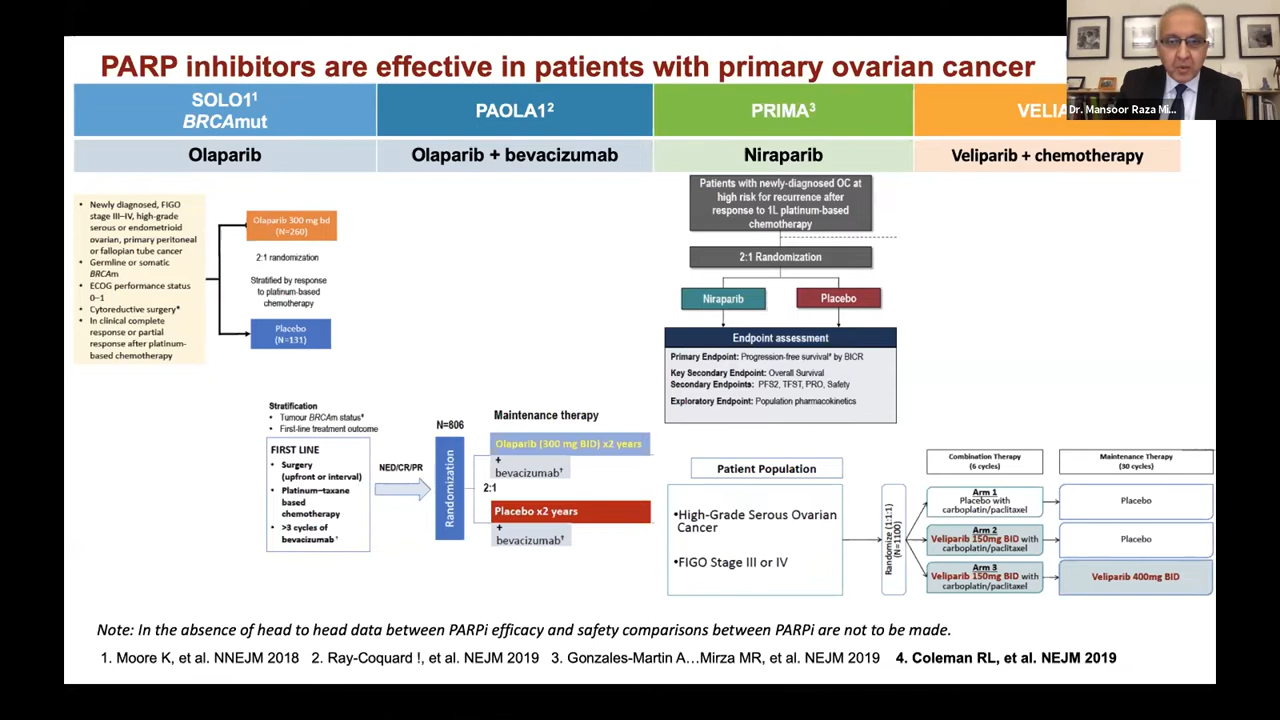 PARP inhibitors are effective in patients with primary ovarian cancer
SOLO1¹
BRCAmut
PAOLA1²
PRIMA³
VELIA
Dr. Mansoor Raza Mi...
Olaparib
Olaparib + bevacizumab
Niraparib
Veliparib + chemotherapy
• Newly diagnosed, FIGO
stage III–IV, high-grade
serous or endometrioid
ovarian, primary peritoneal
or fallopian tube cancer
• Germline or somatic
BRCAm
• ECOG performance status
0–1
• Cytoreductive surgery*
• In clinical complete
response or partial
response after platinum-
based chemotherapy
Olaparib 300 mg bd
(N=260)
2:1 randomization
Stratified by response
to platinum-based
chemotherapy
Placebo
(N=131)
Patients with newly-diagnosed OC at
high risk for recurrence after
response to 1L platinum-based
chemotherapy
2:1 Randomization
Niraparib
Placebo
Endpoint assessment
Primary Endpoint: Progression-free survival* by BICR
Key Secondary Endpoint: Overall Survival
Secondary Endpoints: PFS2, TFST, PRO, Safety
Exploratory Endpoint: Population pharmacokinetics
Stratification
• Tumour BRCAm status
• First-line treatment outcome
FIRST LINE
• Surgery
(upfront or interval)
• Platinum–taxane
based
chemotherapy
• >3 cycles of
bevacizumab†
NED/CR/PR
N=806
Randomization
2:1
Maintenance therapy
Olaparib (300 mg BID) x2 years
+
bevacizumab†
Placebo x2 years
+
bevacizumab†
Patient Population
•High-Grade Serous Ovarian
Cancer
•FIGO Stage III or IV
Randomize (1:1:1)
(N=1100)
Combination Therapy
(6 cycles)
Maintenance Therapy
(30 cycles)
Arm 1
Placebo with
carboplatin/paclitaxel
Placebo
Arm 2
Veliparib 150mg BID with
carboplatin/paclitaxel
Placebo
Arm 3
Veliparib 150mg BID with
carboplatin/paclitaxel
Veliparib 400mg BID
Note: In the absence of head to head data between PARPi efficacy and safety comparisons between PARPi are not to be made.
1. Moore K, et al. NNEJM 2018 2. Ray-Coquard !, et al. NEJM 2019 3. Gonzales-Martin A…Mirza MR, et al. NEJM 2019 4. Coleman RL, et al. NEJM 2019